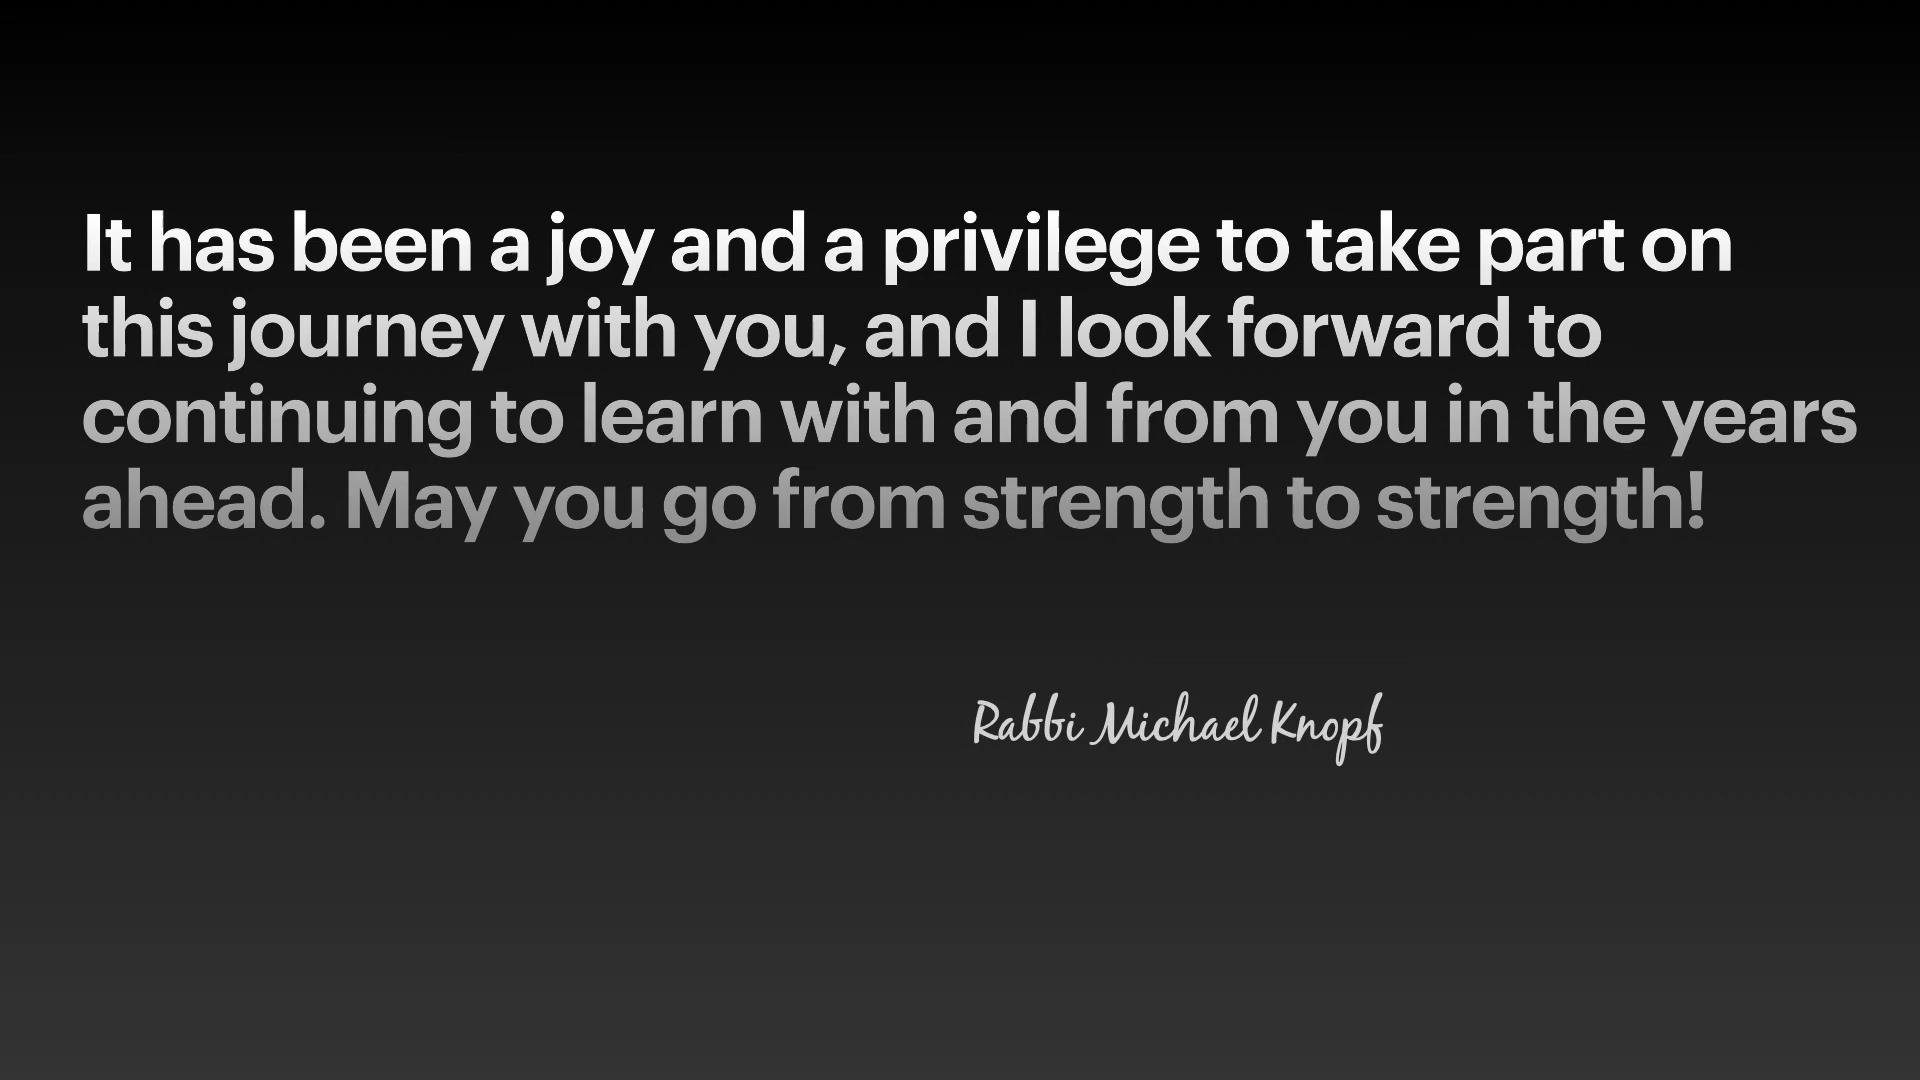 It has been a joy and a privilege to take part on
this journey with you, and I look forward to
continuing to learn with and from you in the years
ahead. May you go from strength to strength!
Rabbi Michael Knopf